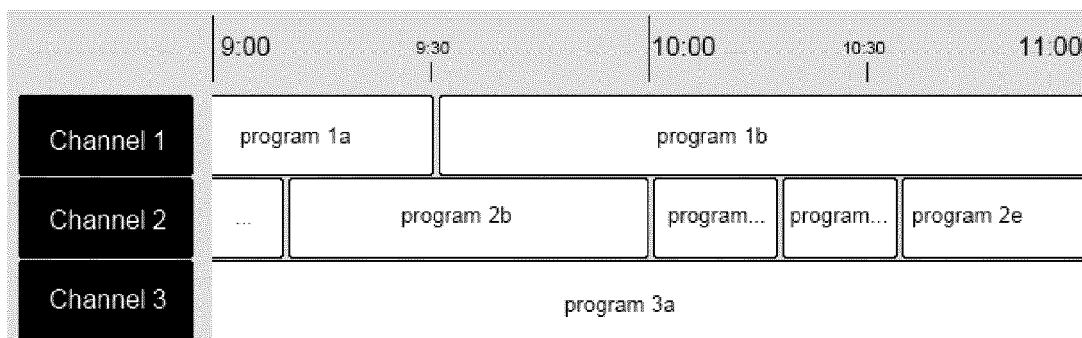 9:00 9:30 10:00 10:30 11:00
Channel 1 program 1a program 1b
Channel 2 ... program 2b program... program... program 2e
Channel 3 program 3a